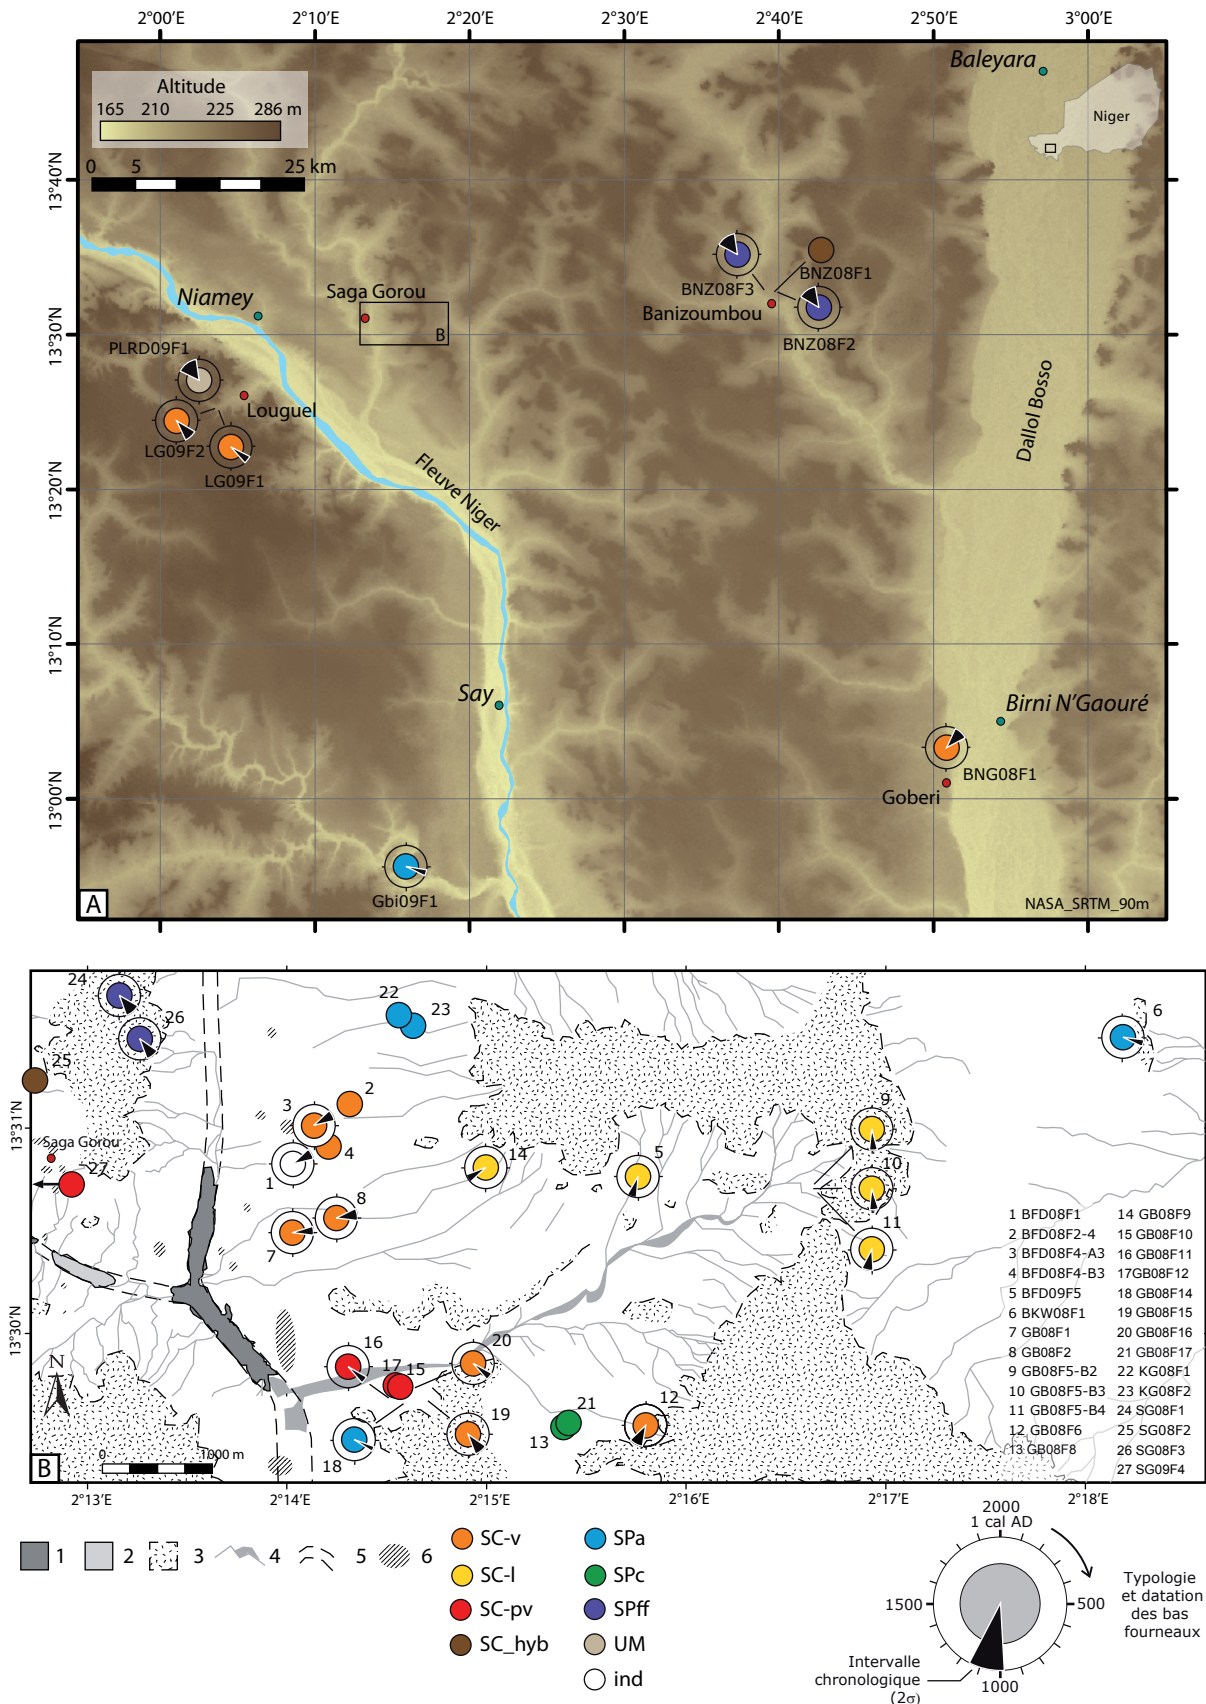 2°00’E 2°10’E 2°20’E 2°30’E 2°40’E 2°50’E 3°00’E
Baleyara
Altitude
165 210 225 286 m
Niger
0 5 25 km
13°40’N
BNZ08F3
BNZ08F1
Saga Gorou
Niamey
Banizoumbou
B
13°30’N
BNZ08F2
PLRD09F1
Dallol Bosso
Louguel
LG09F2
Fleuve Niger
LG09F1
13°20’N
13°10’N
Say
Birni N’Gaouré
BNG08F1
Goberi
13°00’N
Gbi09F1
A
NASA_SRTM_90m
24
22
23
26
6
25
2
3
9
13°31’N
Saga Gorou
4
14
5
10
27
1
8
11
7
1 BFD08F1
2 BFD08F2-4
3 BFD08F4-A3
4 BFD08F4-B3
5 BFD09F5
6 BKW08F1
7 GB08F1
8 GB08F2
9 GB08F5-B2
10 GB08F5-B3
11 GB08F5-B4
12 GB08F6
13 GB08F8
14 GB08F9
15 GB08F10
16 GB08F11
17GB08F12
18 GB08F14
19 GB08F15
20 GB08F16
21 GB08F17
22 KG08F1
23 KG08F2
24 SG08F1
25 SG08F2
26 SG08F3
27 SG09F4
13°30’N
16
20
N
17 15
12
21
19
13
18
0 1000 m
B
2°13’E 2°14’E 2°15’E 2°16’E 2°17’E 2°18’E
1 2 3 4 5 6
SC-v
SC-l
SC-pv
SC_hyb
SPa
SPc
SPff
UM
ind
2000
1 cal AD
500
1000
1500
Typologie
et datation
des bas
fourneaux
Intervalle
chronologique
(2σ)